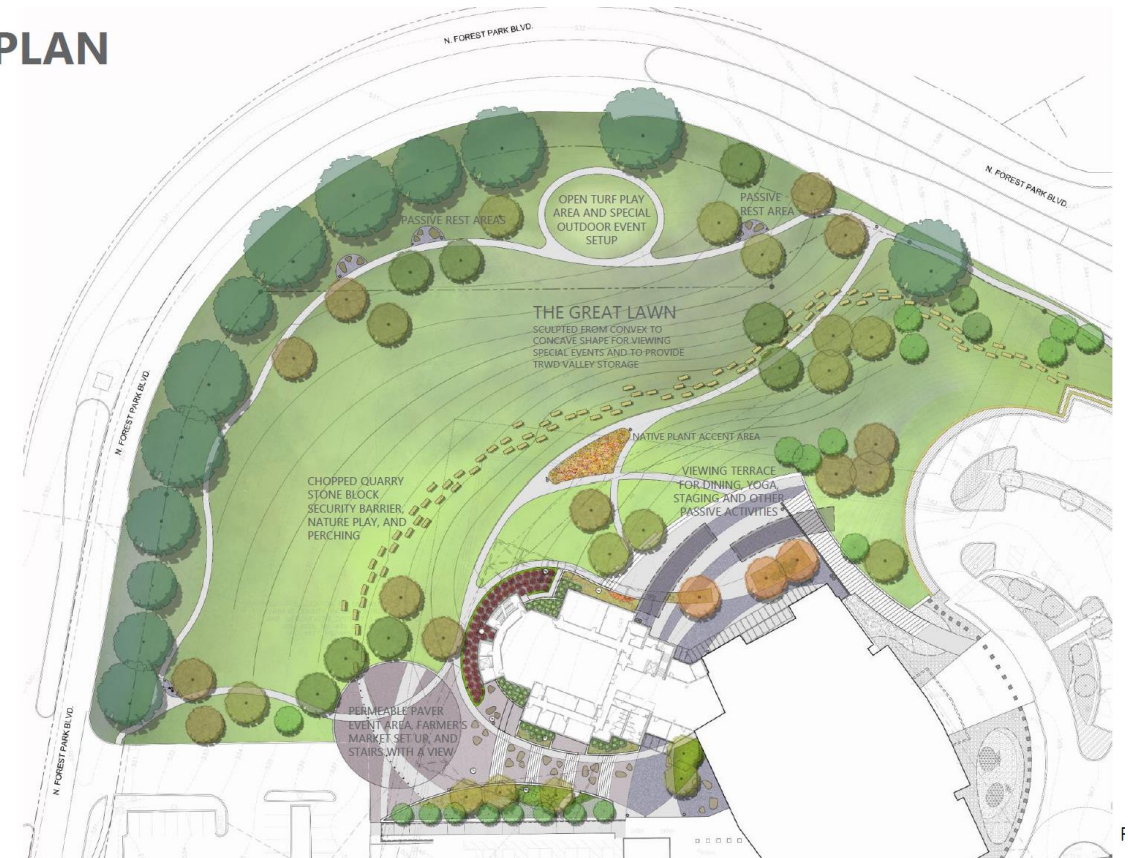 PLAN
N. FOREST PARK BLVD.
N. FOREST PARK BLVD.
PASSIVE REST AREAS
OPEN TURF PLAY
AREA AND SPECIAL
OUTDOOR EVENT
SETUP
PASSIVE
REST AREA
THE GREAT LAWN
SCULPTED FROM CONVEX TO
CONCAVE SHAPE FOR VIEWING
SPECIAL EVENTS AND TO PROVIDE
TRWD VALLEY STORAGE
N. FOREST PARK BLVD.
NATIVE PLANT ACCENT AREA
CHOPPED QUARRY
STONE BLOCK
SECURITY BARRIER,
NATURE PLAY, AND
PERCHING
VIEWING TERRACE
FOR DINING, YOGA,
STAGING AND OTHER
PASSIVE ACTIVITIES
N. FOREST PARK BLVD.
PERMEABLE PAVER
EVENT AREA, FARMER'S
MARKET SET UP, AND
STAIRS WITH A VIEW